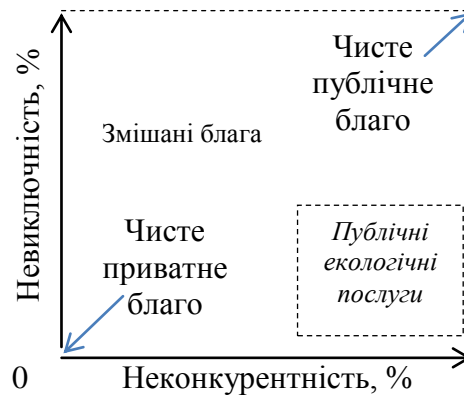 Невиключність, %
Чисте
публічне
благо
Змішані блага
Чисте
приватне
благо
Публічні
екологічні
послуги
0
Неконкурентність, %